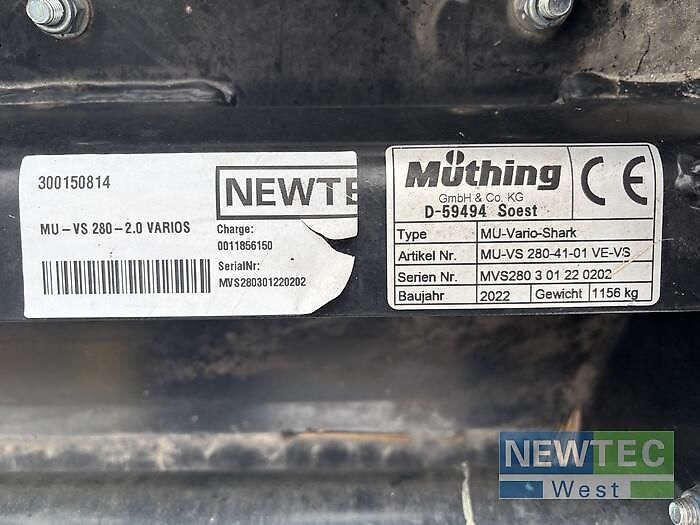 300150814
NEWTE
MU-VS 280-2.0 VARIOS
Charge:
0011856150
SerialNr:
MVS280301220202
Müthing
GmbH & Co. KG
D-59494 Soest
CE
Type MU-Vario-Shark
Artikel Nr. MU-VS 280-41-01 VE-VS
Serien Nr. MVS280 3 01 22 0202
Baujahr 2022 Gewicht 1156 kg
NEWTEC
West